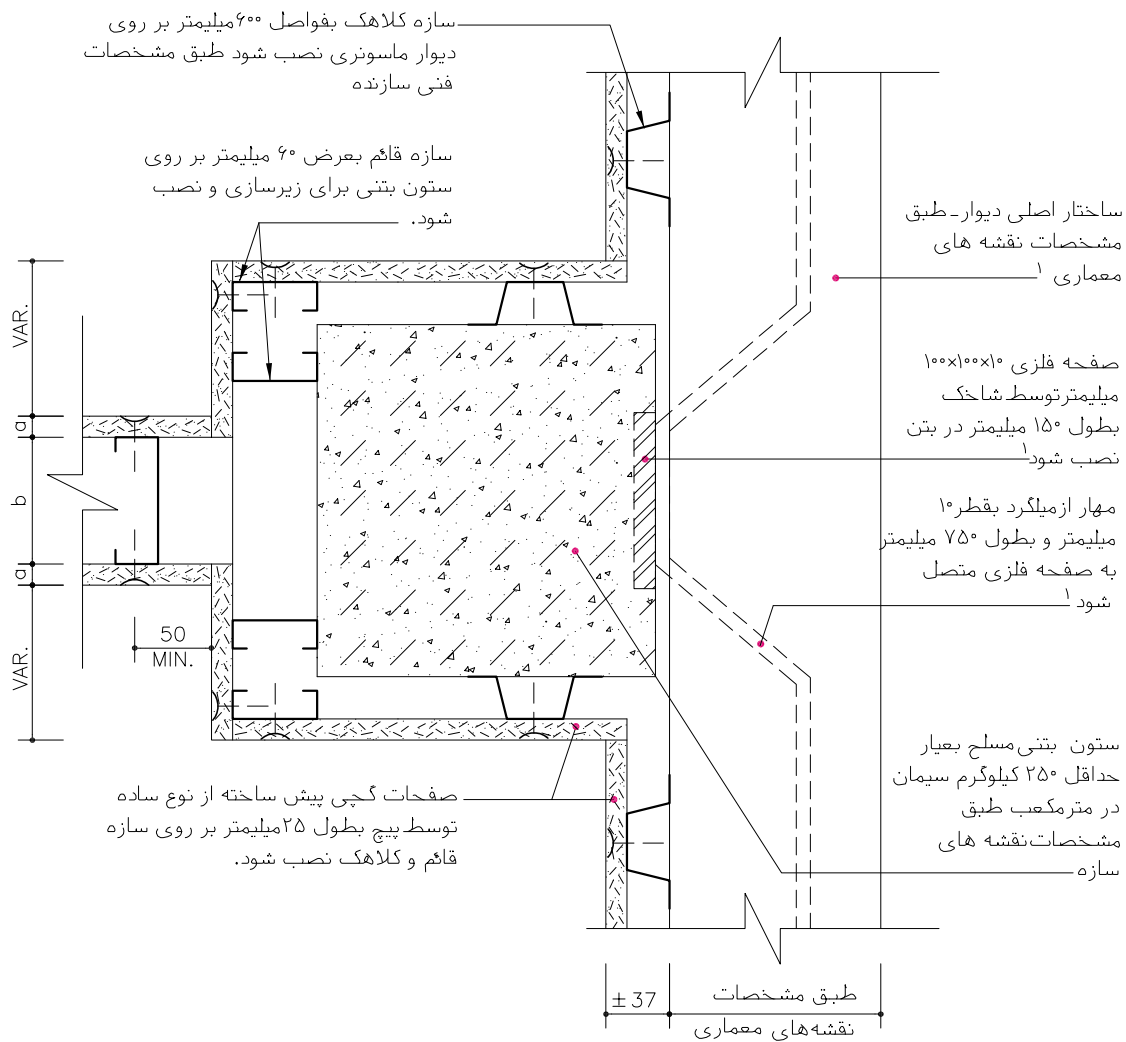 سازه کلاهک بفواصل ۶۰۰میلیمتر بر روی
دیوار ماسونری نصب شود طبق مشخصات
فنی سازنده
سازه قائم بعرض ۶۰ میلیمتر بر روی
ستون بتنی برای زیرسازی و نصب
شود.
ساختار اصلی دیوار-طبق
مشخصات نقشه های
معماری ۱
صفحه فلزی ۱۰×۱۰۰×۱۰۰
میلیمترتوسط شاخک
بطول ۱۵۰ میلیمتر در بتن
نصب شود۱
مهار ازمیلگرد بقطر۱۰
میلیمتر و بطول ۷۵۰ میلیمتر
به صفحه فلزی متصل
شود ۱
ستون بتنی مسلح بعیار
حداقل ۲۵۰ کیلوگرم سیمان
در مترمکعب طبق
مشخصات نقشه های
سازه
صفحات گچی پیش ساخته از نوع ساده
توسط پیچ بطول ۲۵میلیمتر بر روی سازه
قائم و کلاهک نصب شود.
VAR.
a
b
a
VAR.
50
MIN.
±37
طبق مشخصات
نقشه‌های معماری